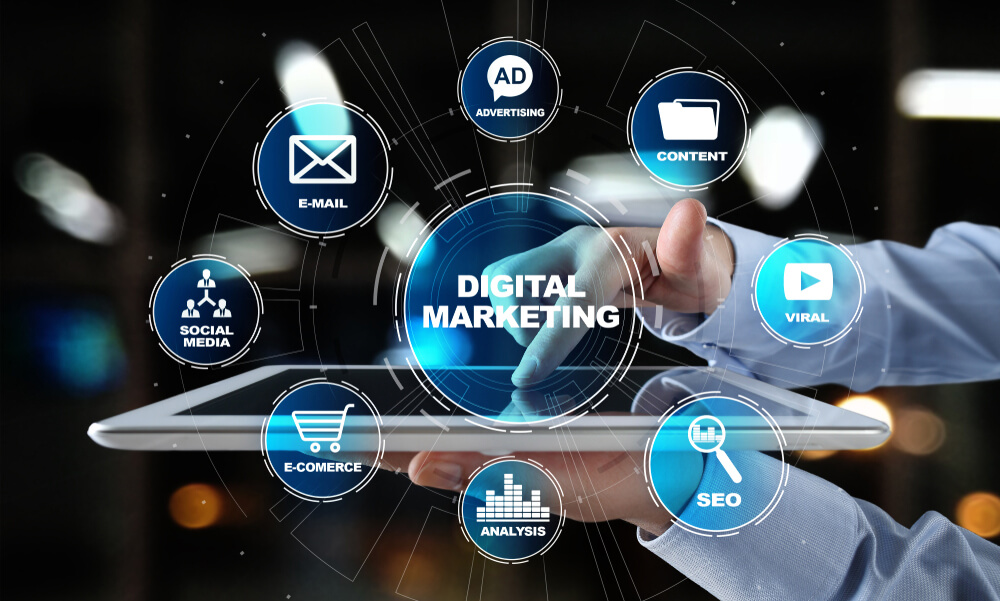 AD
ADVERTISING
CONTENT
E-MAIL
DIGITAL
MARKETING
VIRAL
SOCIAL
MEDIA
E-COMERCE
SEO
ANALYSIS